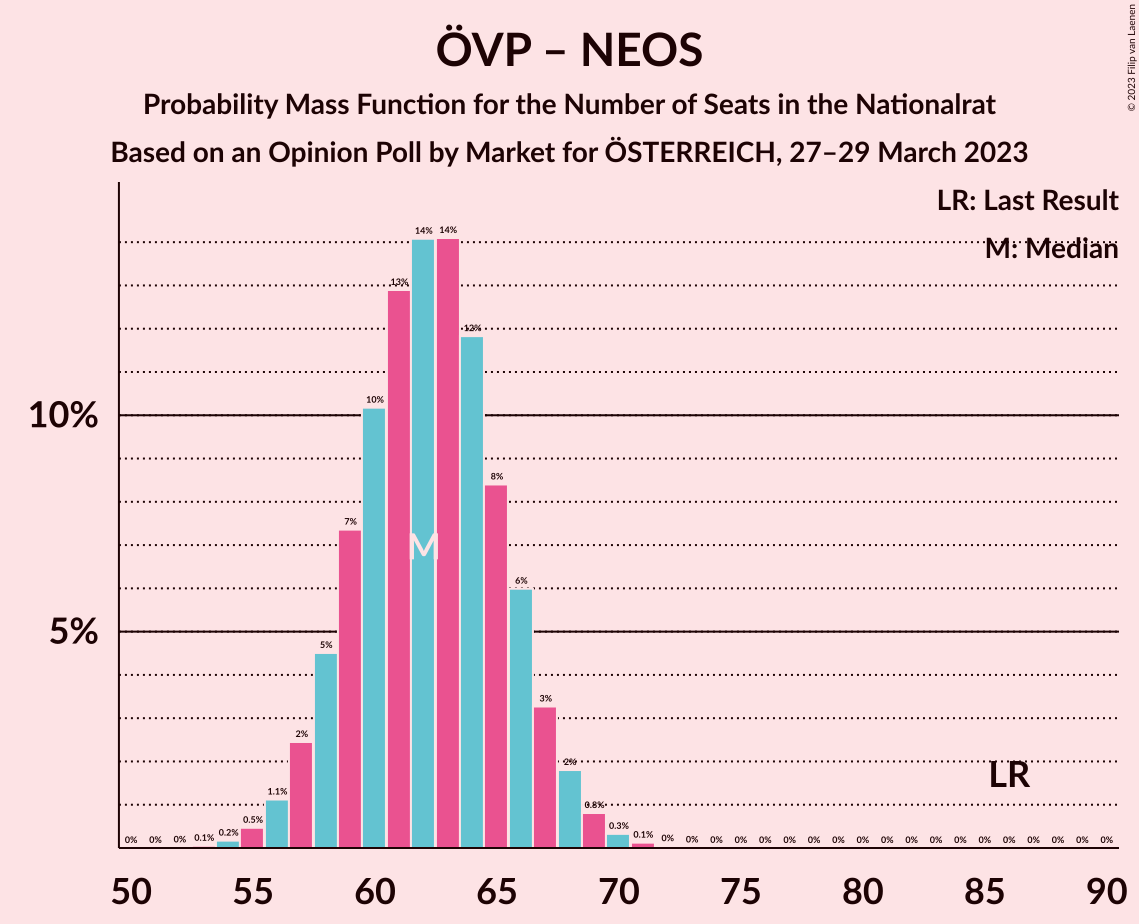 ÖVP – NEOS
Probability Mass Function for the Number of Seats in the Nationalrat
Based on an Opinion Poll by Market for ÖSTERREICH, 27–29 March 2023
© 2023 Filip van Laenen
LR: Last Result
M: Median
14% 14%
13%
12%
10%
10%
8%
7%
M
6%
5%
5%
3%
2%
2%
LR
1.1%
0.8%
0.5%
0.3%
0.2%
0.1%
0% 0% 0% 0.1% 0% 0% 0% 0% 0% 0% 0% 0% 0% 0% 0% 0% 0% 0% 0% 0% 0% 0%
50 55 60 65 70 75 80 85 90